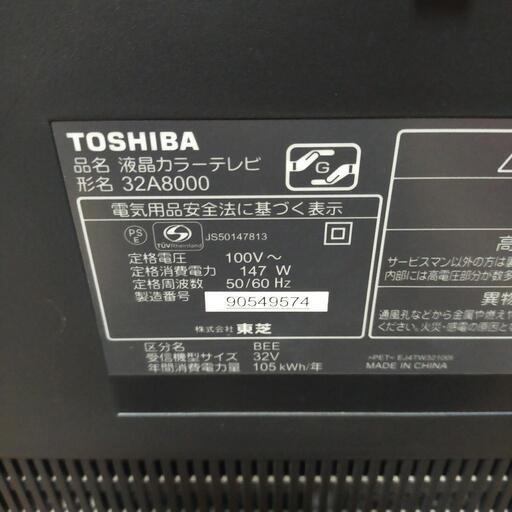 TOSHIBA
品名 液晶カラーテレビ
形名 32A8000
G
電気用品安全法に基づく表示
PS
E
TÜVRheinland
JS50147813
定格電圧 100V～
定格消費電力 147 W
定格周波数 50/60 Hz
製造番号 90549574
株式会社 東芝
区分名 BEE
受信機型サイズ 32V
年間消費電力量 105 kWh/年
高
サービスマン以外の方は裏
内部には高電圧部分が数多
異物
通風孔などから金属や燃えや
ください。火災・感電の
MADE IN CHINA